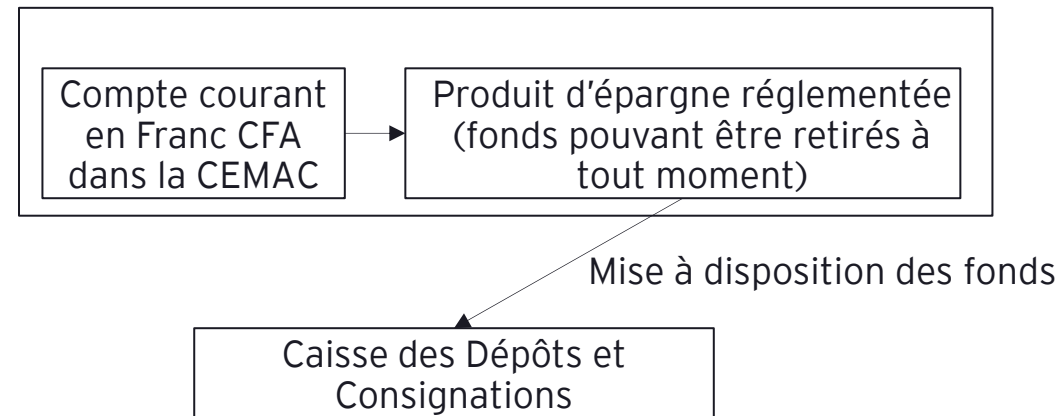 Compte courant
en Franc CFA
dans la CEMAC
Produit d'épargne réglementée
(fonds pouvant être retirés à
tout moment)
Mise à disposition des fonds
Caisse des Dépôts et
Consignations